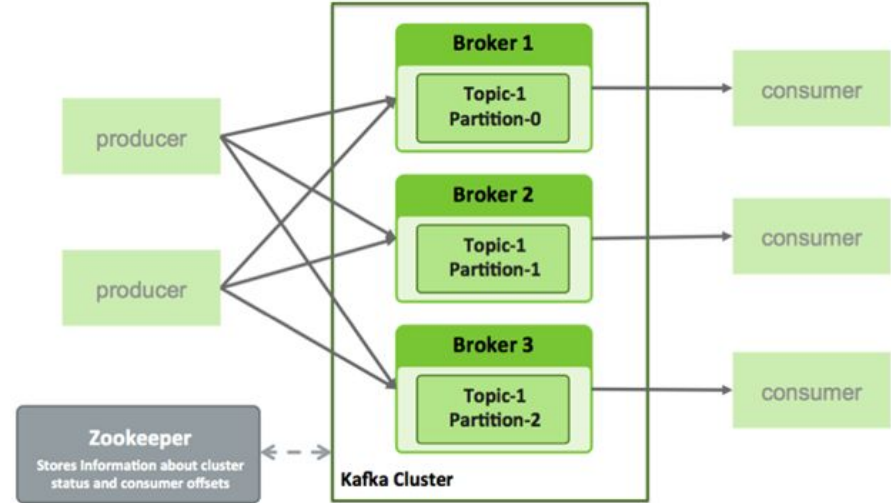 Broker 1
Topic-1
Partition-0
producer
consumer
Broker 2
Topic-1
Partition-1
producer
consumer
Broker 3
Topic-1
Partition-2
consumer
Zookeeper
Stores Information about cluster
status and consumer offsets
Kafka Cluster